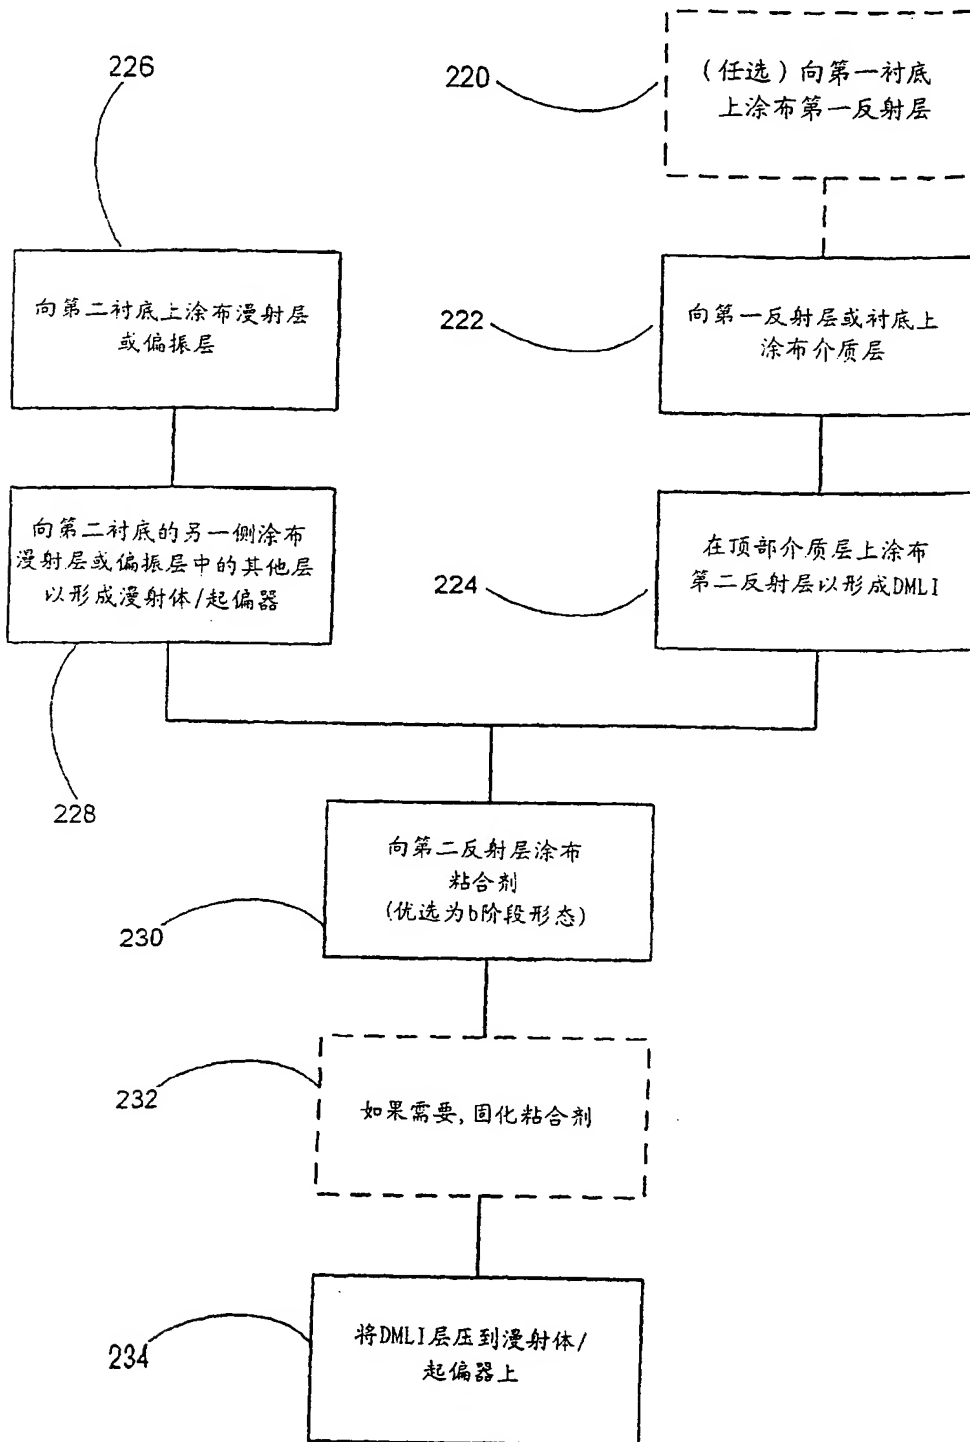 226
220
(任选)向第一衬底
上涂布第一反射层
向第二衬底上涂布漫射层
或偏振层
222
向第一反射层或衬底上
涂布介质层
向第二衬底的另一侧涂布
漫射层或偏振层中的其他层
以形成漫射体/起偏器
224
在顶部介质层上涂布
第二反射层以形成DMLI
228
向第二反射层涂布
粘合剂
(优选为b阶段形态)
230
232
如果需要,固化粘合剂
234
将DMLI层压到漫射体/
起偏器上